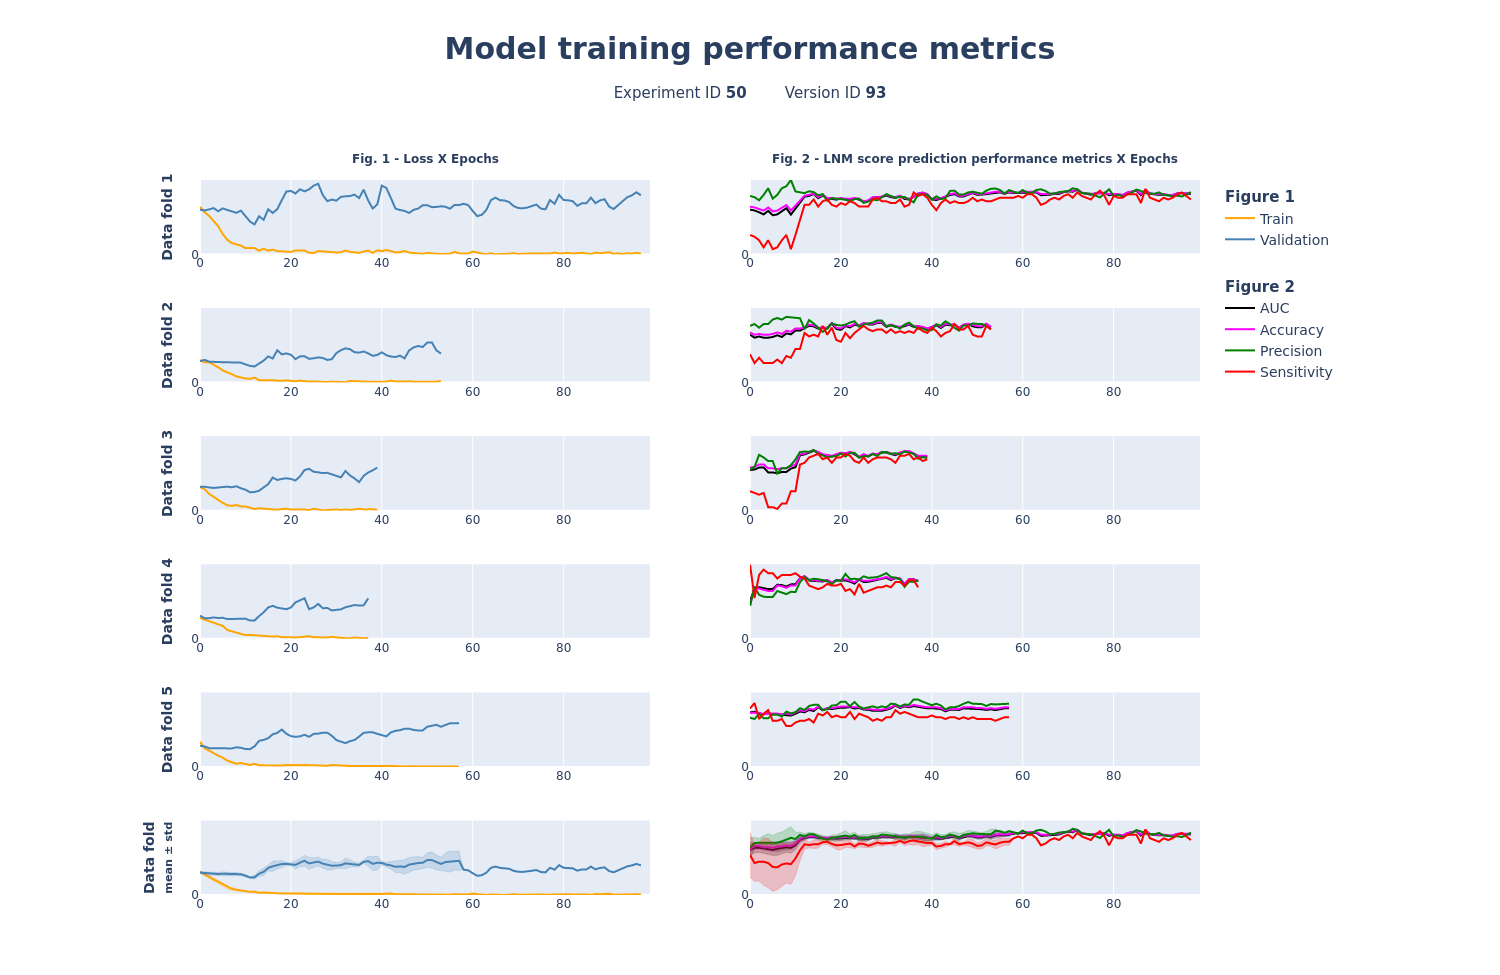 Model training performance metrics
Experiment ID 50 Version ID 93
Fig. 1 - Loss X Epochs
Fig. 2 - LNM score prediction performance metrics X Epochs
Data fold 1
0
0 20 40 60 80
0
0 20 40 60 80
Figure 1
Train
Validation
Figure 2
AUC
Accuracy
Precision
Sensitivity
Data fold 2
0
0 20 40 60 80
0
0 20 40 60 80
Data fold 3
0
0 20 40 60 80
0
0 20 40 60 80
Data fold 4
0
0 20 40 60 80
0
0 20 40 60 80
Data fold 5
0
0 20 40 60 80
0
0 20 40 60 80
Data fold
mean ± std
0
0 20 40 60 80
0
0 20 40 60 80